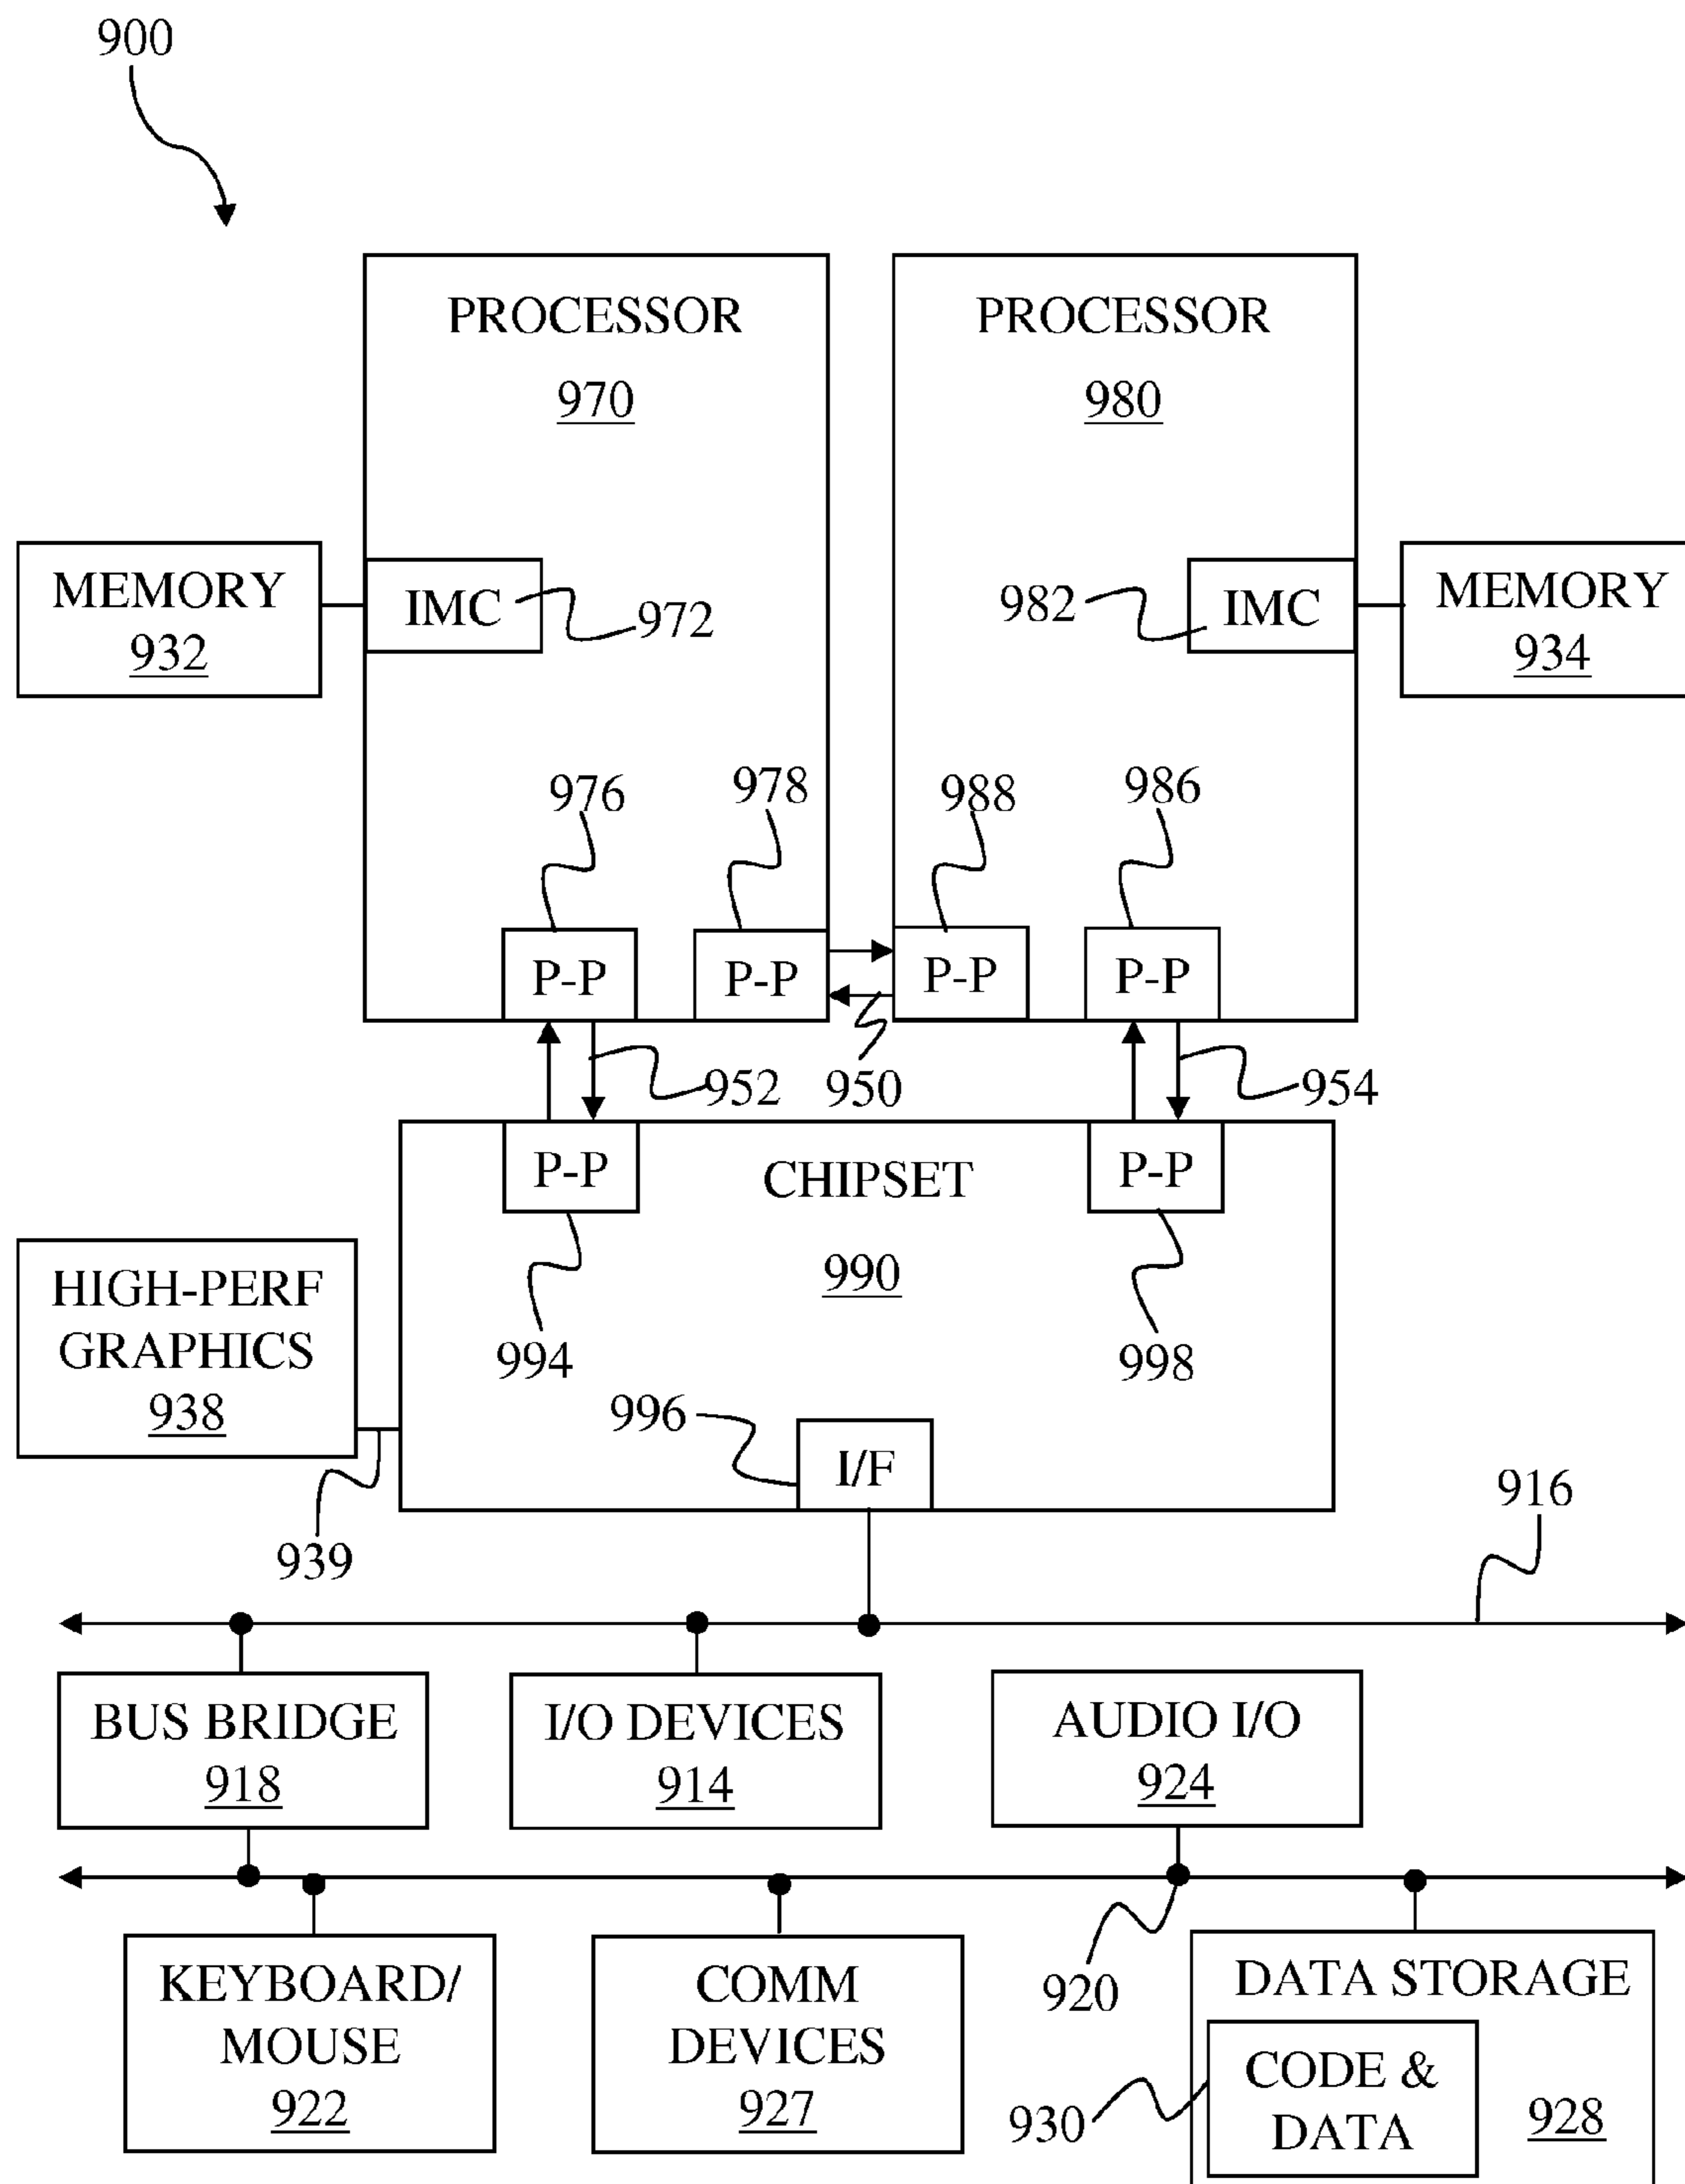 900
PROCESSOR
970
PROCESSOR
980
MEMORY
932
IMC
972
982
IMC
MEMORY
934
976
978
988
986
P-P
P-P
P-P
P-P
952
950
954
P-P
CHIPSET
P-P
990
994
998
HIGH-PERF
GRAPHICS
938
939
996
I/F
916
BUS BRIDGE
918
I/O DEVICES
914
AUDIO I/O
924
920
KEYBOARD/
MOUSE
922
COMM
DEVICES
927
DATA STORAGE
CODE &
DATA
930
928